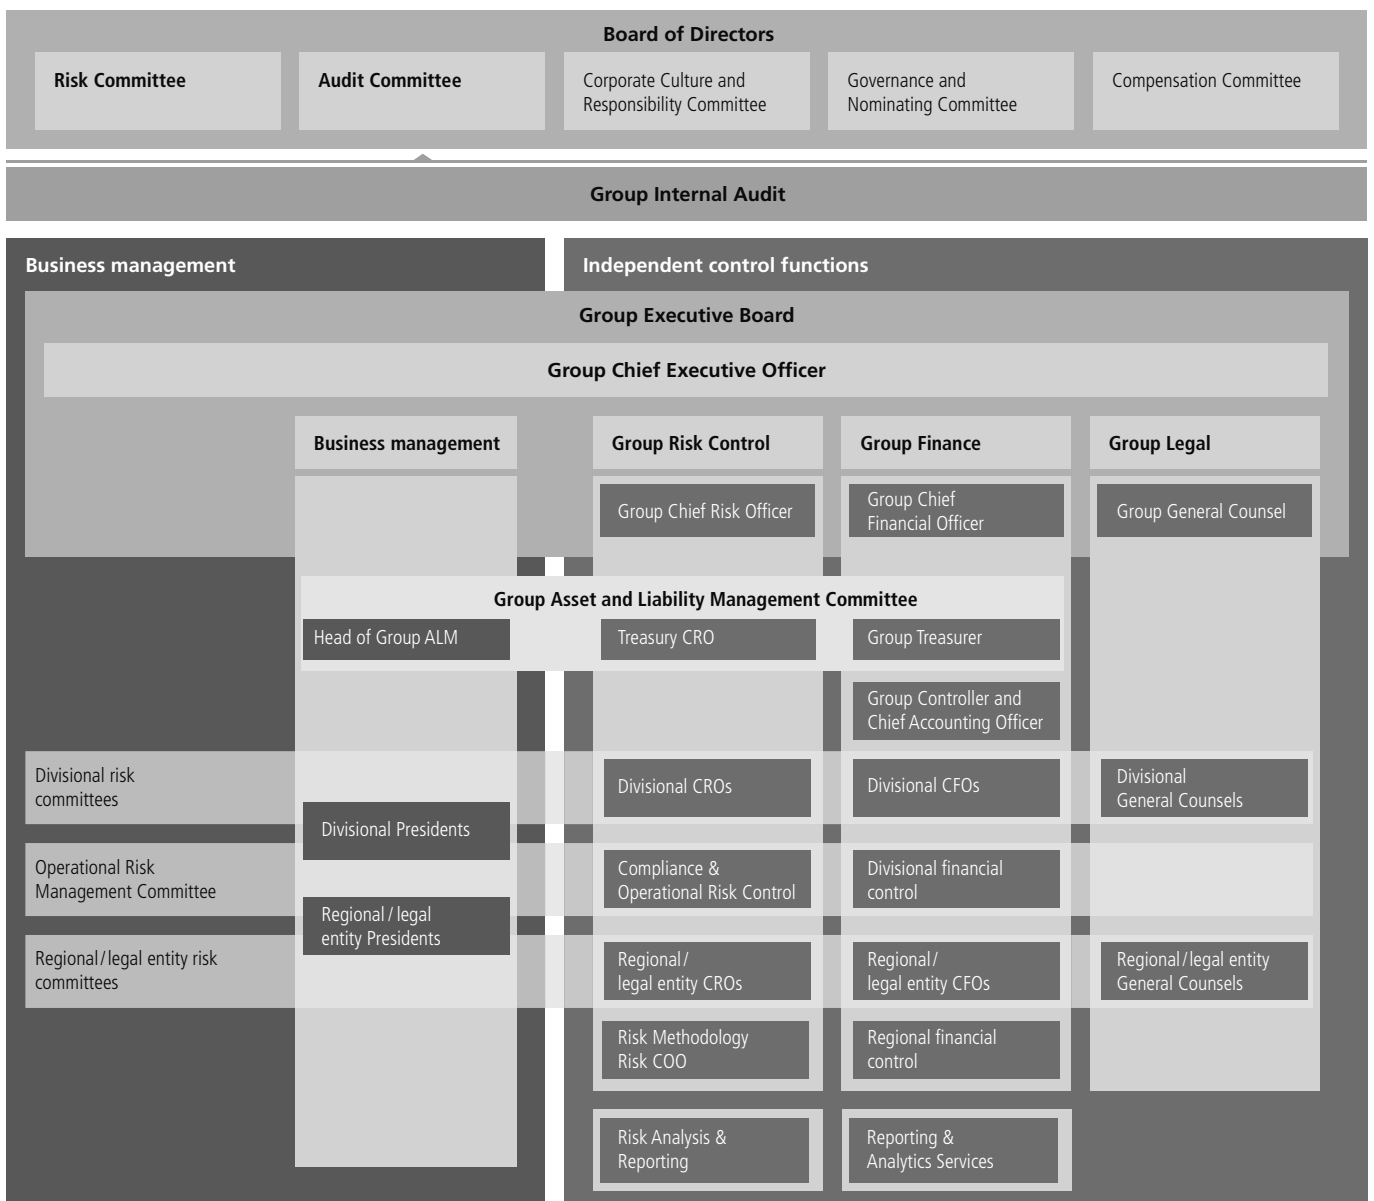 Board of Directors
Risk Committee
Audit Committee
Corporate Culture and
Responsibility Committee
Governance and
Nominating Committee
Compensation Committee
Group Internal Audit
Business management
Independent control functions
Group Executive Board
Group Chief Executive Officer
Business management
Group Risk Control
Group Finance
Group Legal
Group Chief Risk Officer
Group Chief
Financial Officer
Group General Counsel
Group Asset and Liability Management Committee
Head of Group ALM
Treasury CRO
Group Treasurer
Group Controller and
Chief Accounting Officer
Divisional risk
committees
Divisional CROs
Divisional CFOs
Divisional
General Counsels
Divisional Presidents
Operational Risk
Management Committee
Compliance &
Operational Risk Control
Divisional financial
control
Regional / legal
entity Presidents
Regional / legal entity risk
committees
Regional /
legal entity CROs
Regional /
legal entity CFOs
Regional / legal entity
General Counsels
Risk Methodology
Risk COO
Regional financial
control
Risk Analysis &
Reporting
Reporting &
Analytics Services